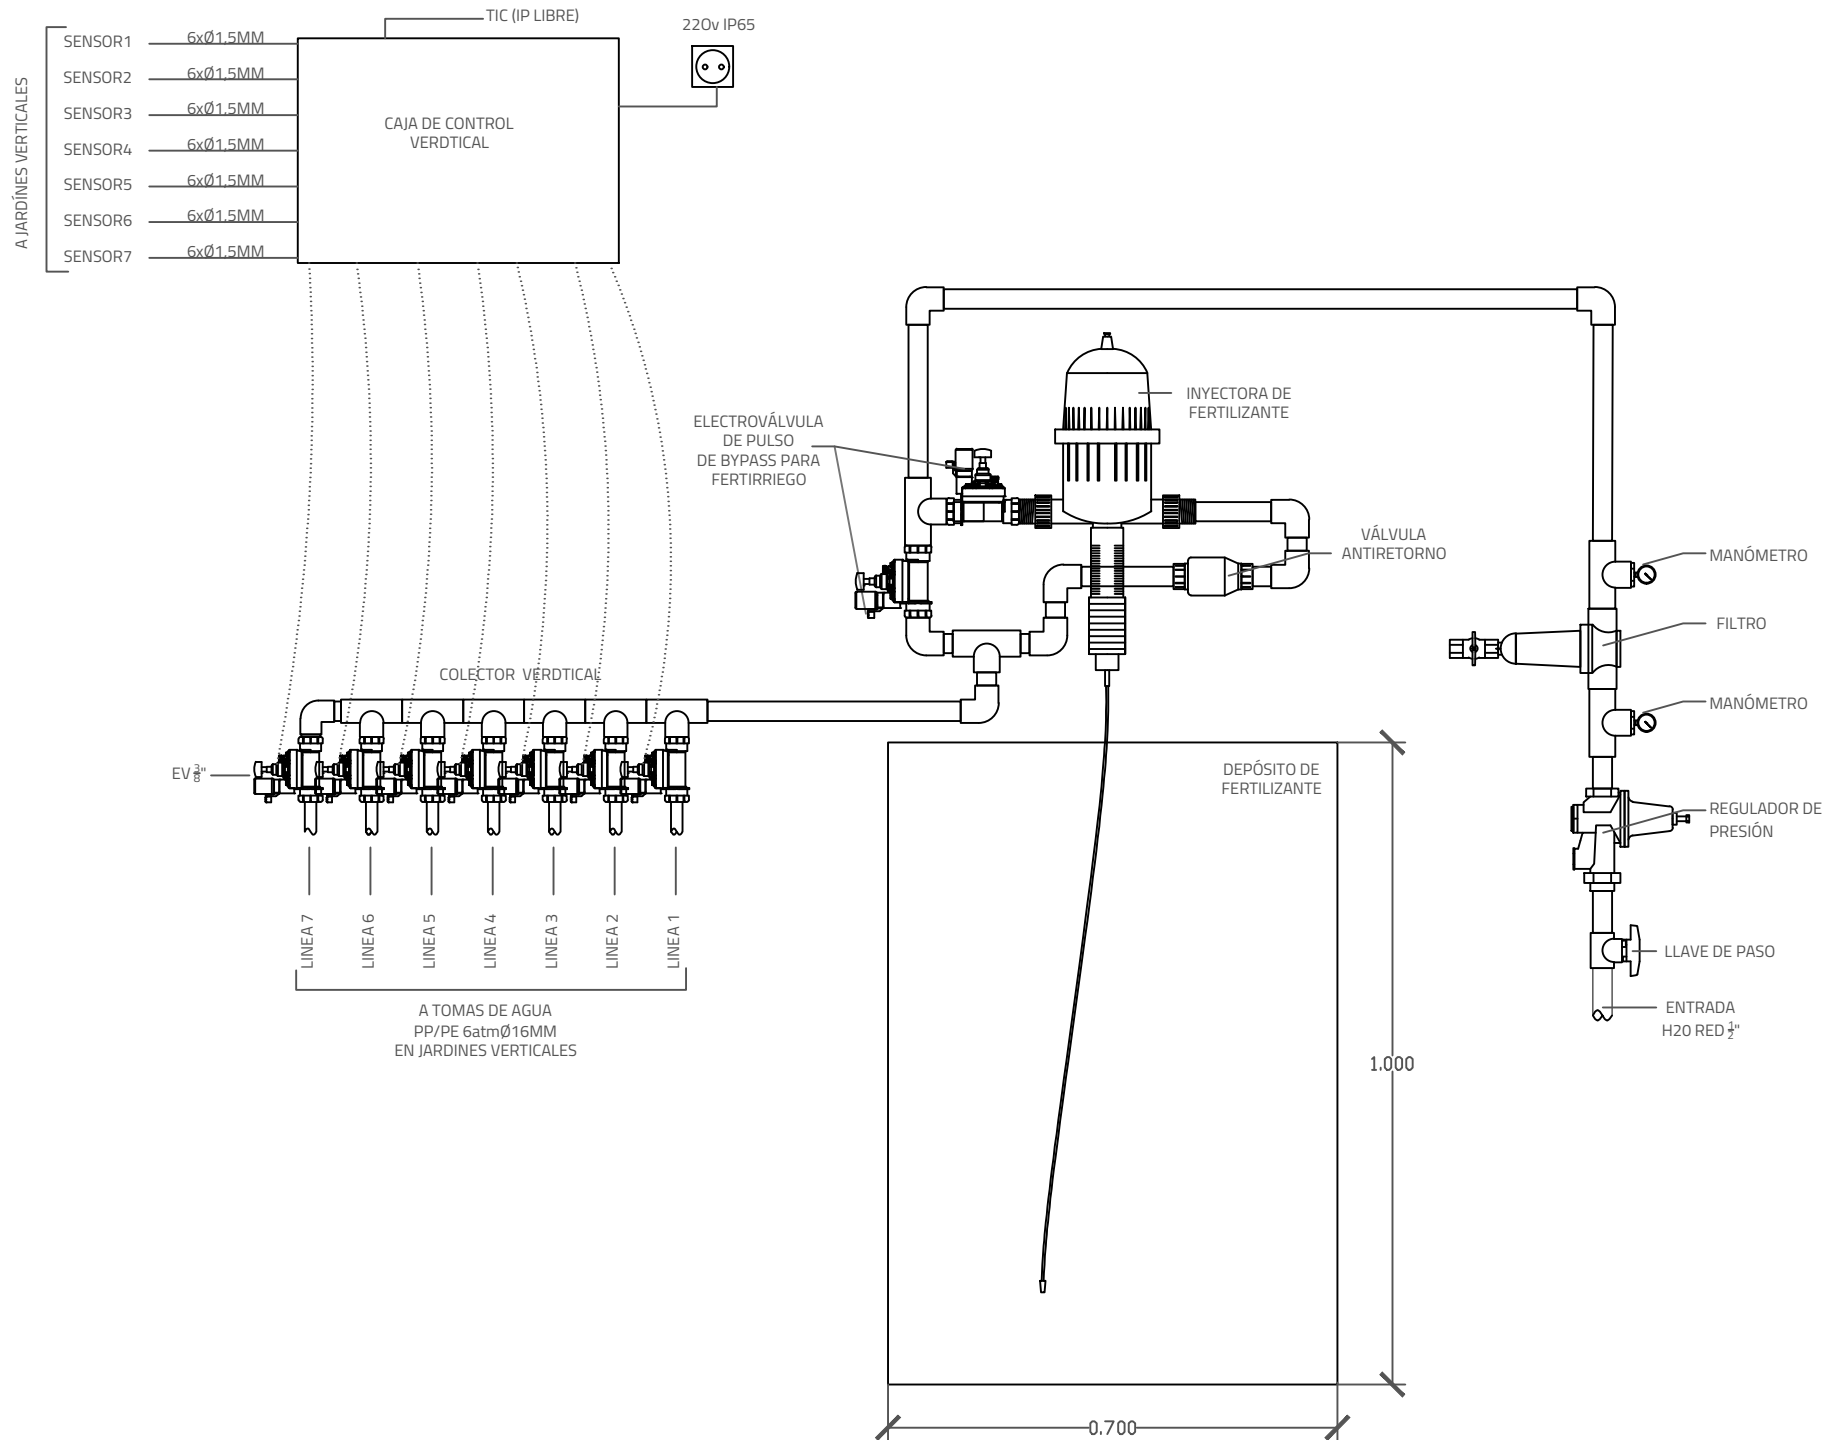 TIC (IP LIBRE)
220v IP65
A JARDÍNES VERTICALES
SENSOR1 6xØ1,5MM
SENSOR2 6xØ1,5MM
SENSOR3 6xØ1,5MM
SENSOR4 6xØ1,5MM
SENSOR5 6xØ1,5MM
SENSOR6 6xØ1,5MM
SENSOR7 6xØ1,5MM
CAJA DE CONTROL
VERDTICAL
INYECTORA DE
FERTILIZANTE
ELECTROVÁLVULA
DE PULSO
DE BYPASS PARA
FERTIRRIEGO
VÁLVULA
ANTIRETORNO
MANÓMETRO
FILTRO
MANÓMETRO
REGULADOR DE
PRESIÓN
LLAVE DE PASO
ENTRADA
H20 RED 1/2"
COLECTOR VERDTICAL
EV 3/8"
LINEA 7
LINEA 6
LINEA 5
LINEA 4
LINEA 3
LINEA 2
LINEA 1
A TOMAS DE AGUA
PP/PE 6atmØ16MM
EN JARDINES VERTICALES
DEPÓSITO DE
FERTILIZANTE
1.000
0.700